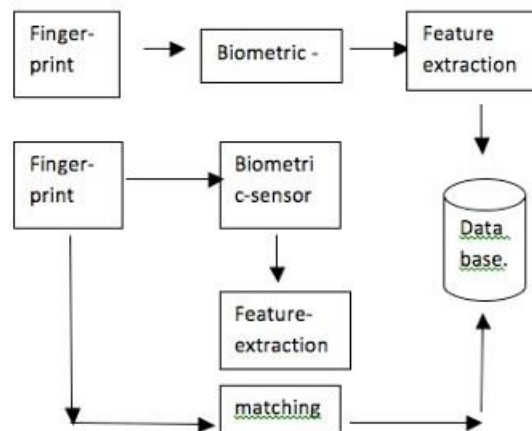 Finger-
print
Biometric -
Feature
extraction
Finger-
print
Biometri
c-sensor
Data
base.
Feature-
extraction
matching